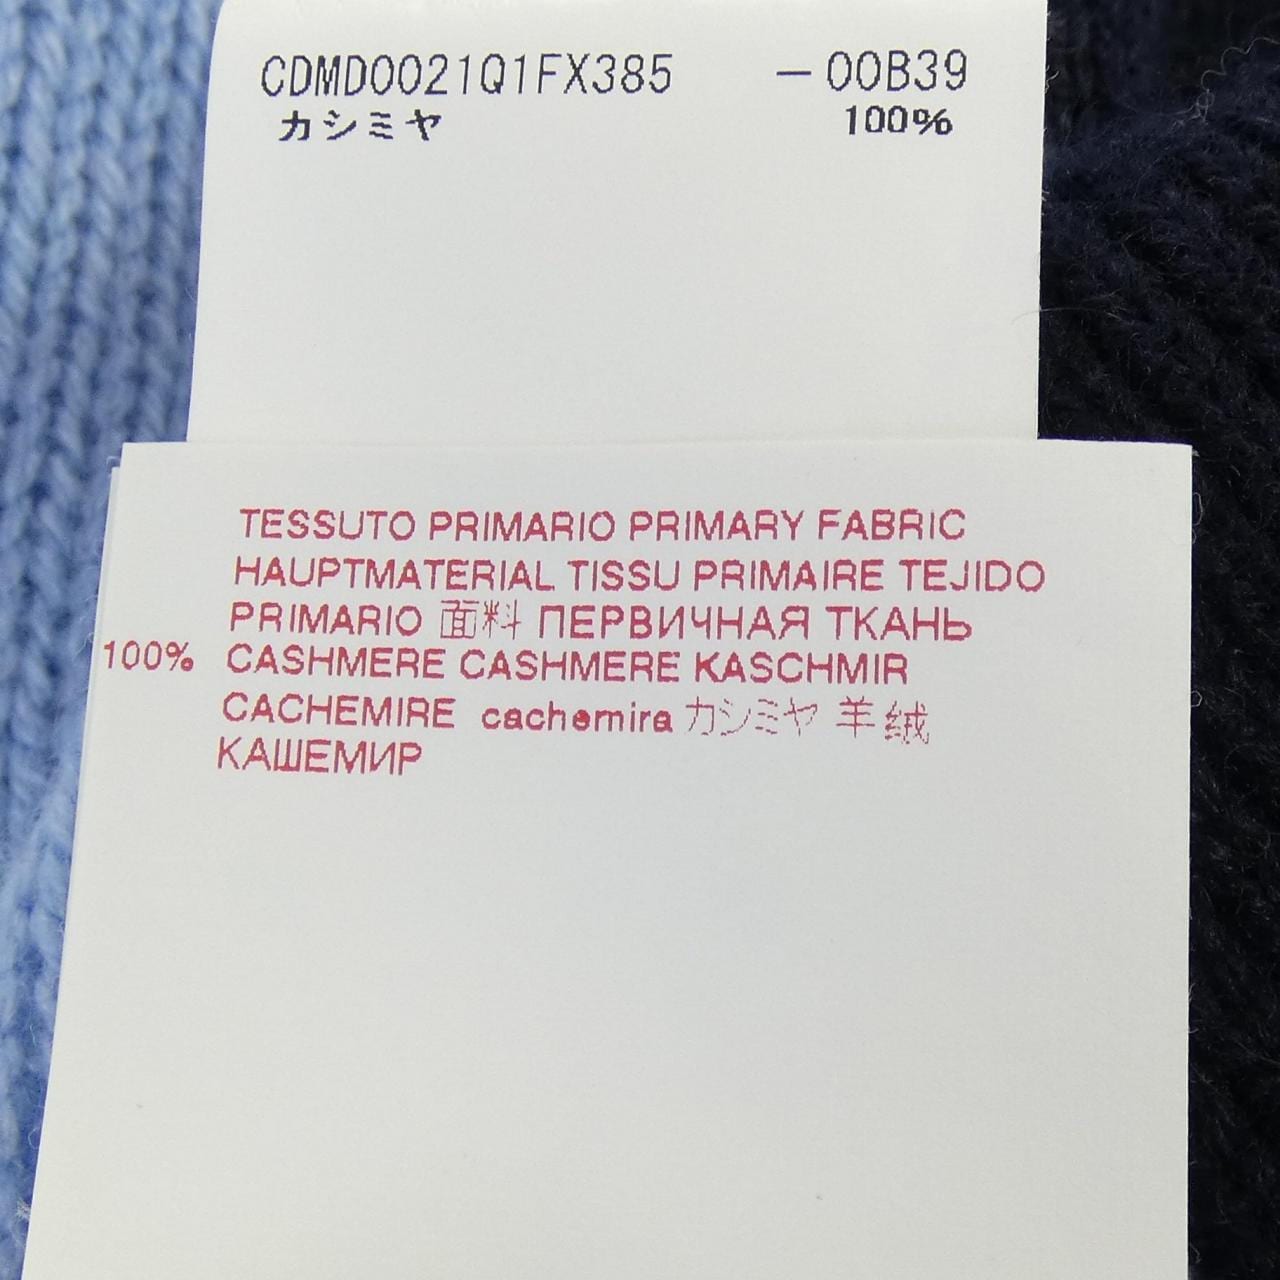 CDMD0021Q1FX385 -00B39
カシミヤ 100%
TESSUTO PRIMARIO PRIMARY FABRIC
HAUPTMATERIAL TISSU PRIMAIRE TEJIDO
PRIMARIO 面料 ПЕРВИЧНАЯ ТКАНЬ
100% CASHMERE CASHMERE KASCHMIR
CACHEMIRE cachemira カシミヤ 羊绒
КАШЕМИР